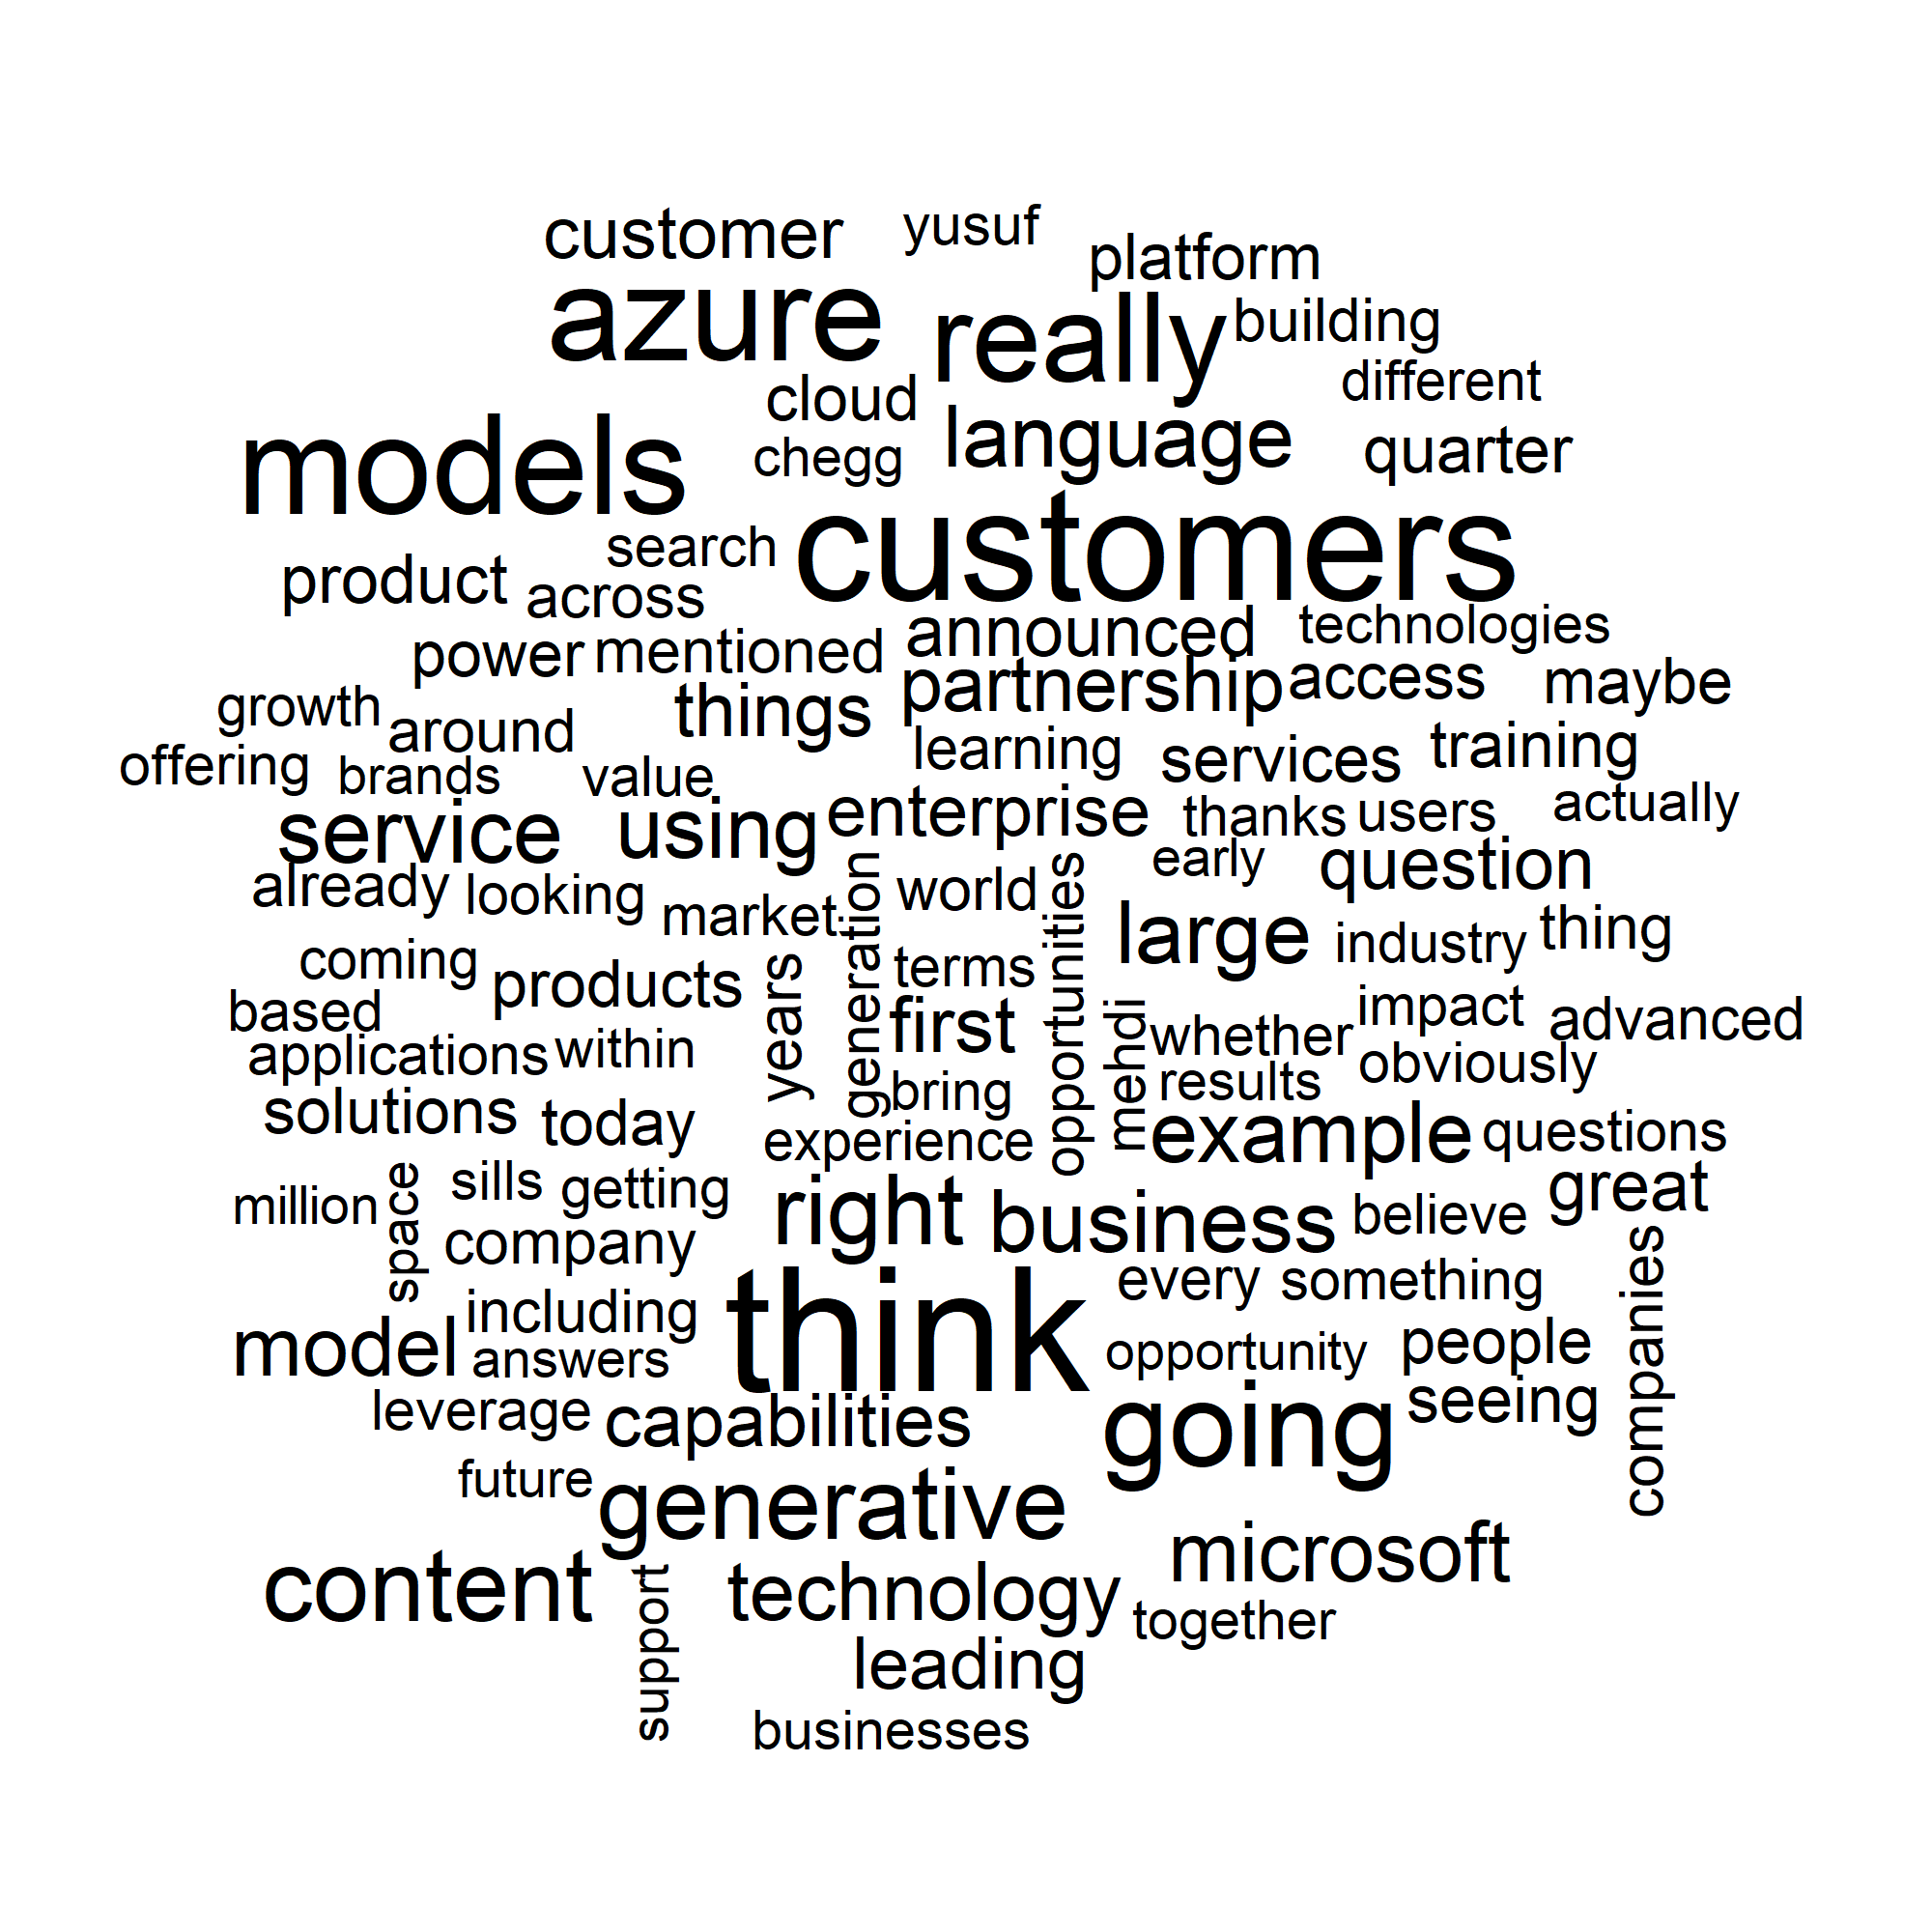 customer yusuf platform
azure really building
cloud different
models chegg language quarter
search customers
product across
power mentioned announced technologies
growth around things partnership access maybe
offering brands value learning services training
service using enterprise thanks users actually
already looking market generation world opportunities early question
coming products years terms large industry thing
based first mehdi whether impact advanced
applications within bring results obviously
solutions today experience example questions
million space sills getting right business believe great
company every something companies
model including think opportunity people
answers
leverage capabilities going seeing
future generative
content support technology microsoft
together
leading
businesses